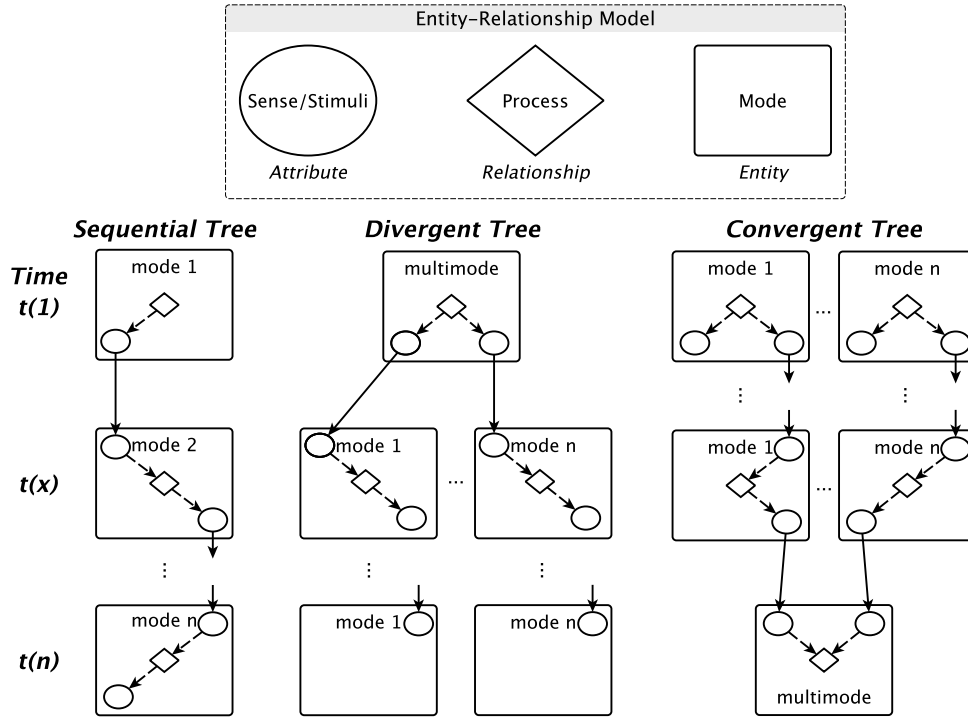 Entity-Relationship Model
Sense/Stimuli Process Mode
Attribute Relationship Entity
Sequential Tree Divergent Tree Convergent Tree
Time
t(1)
mode 1 multimode mode 1 mode n
...
⋮ ⋮
t(x)
mode 2 mode 1 mode n mode 1 mode n
... ...
⋮ ⋮ ⋮
t(n)
mode n mode 1 mode n
multimode